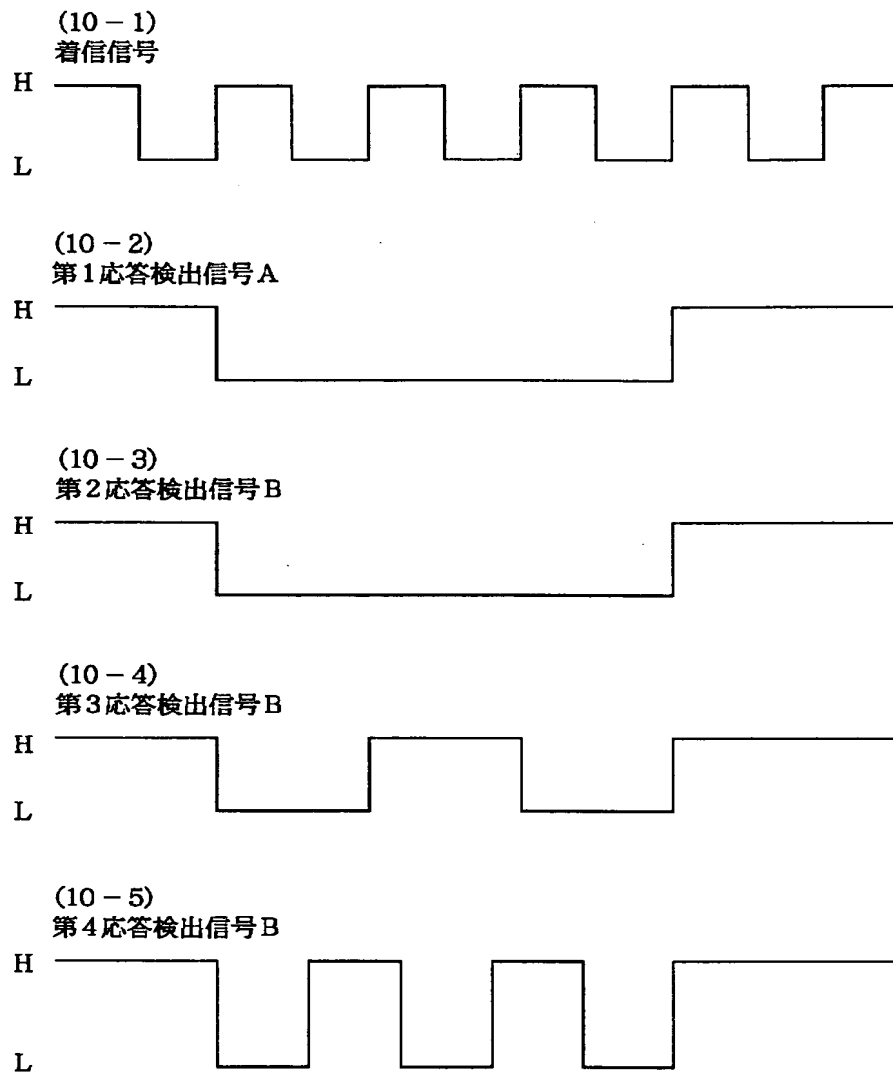 (10-1)
着信信号
H
L
(10-2)
第1応答検出信号A
H
L
(10-3)
第2応答検出信号B
H
L
(10-4)
第3応答検出信号B
H
L
(10-5)
第4応答検出信号B
H
L